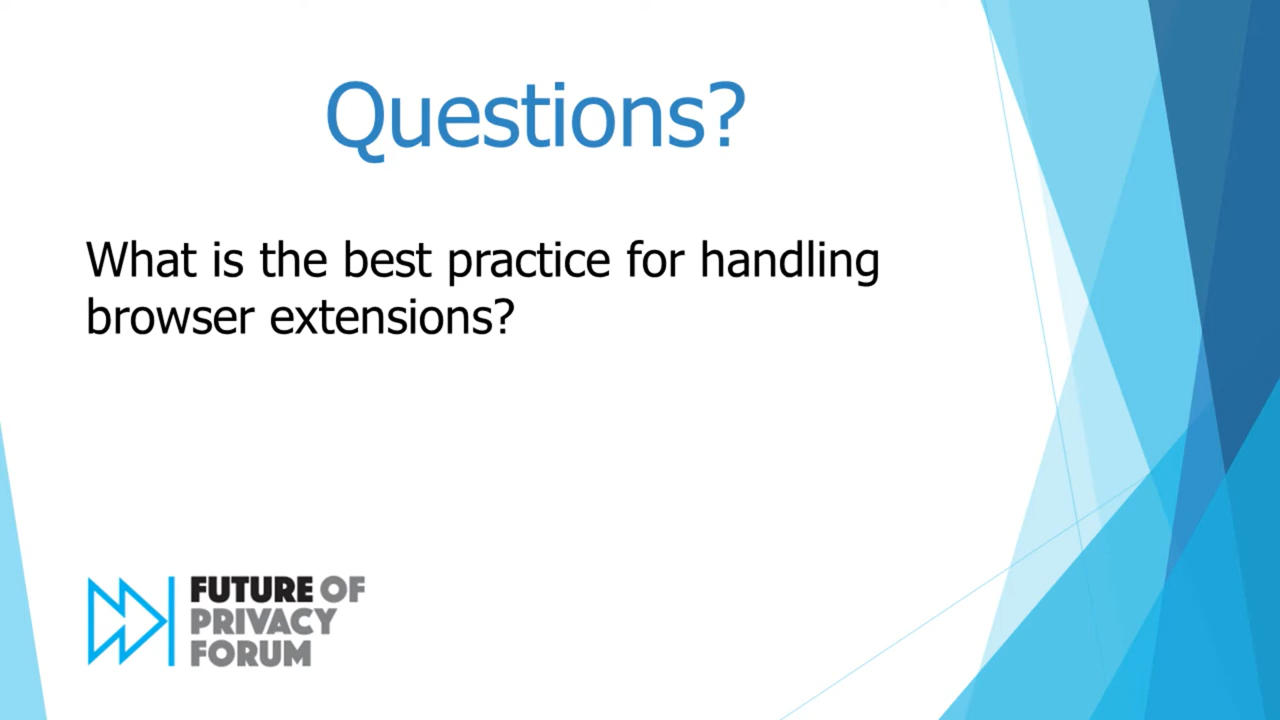 Questions?
What is the best practice for handling
browser extensions?
FUTURE OF
PRIVACY
FORUM